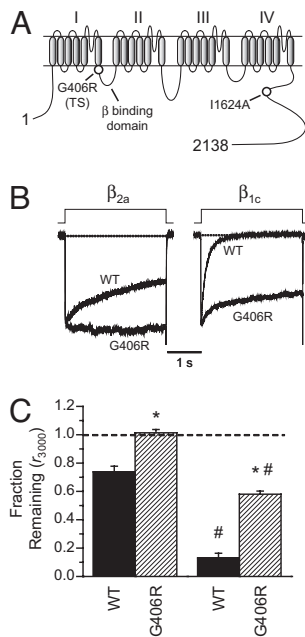 A
I II III IV
G406R
(TS)
β binding
domain
I1624A
1
2138
B
β2a β1c
WT
WT
G406R
G406R
1 s
C
Fraction
Remaining (r3000)
1.2
1.0
0.8
0.6
0.4
0.2
0.0
*
#
* #
WT
G406R
WT
G406R